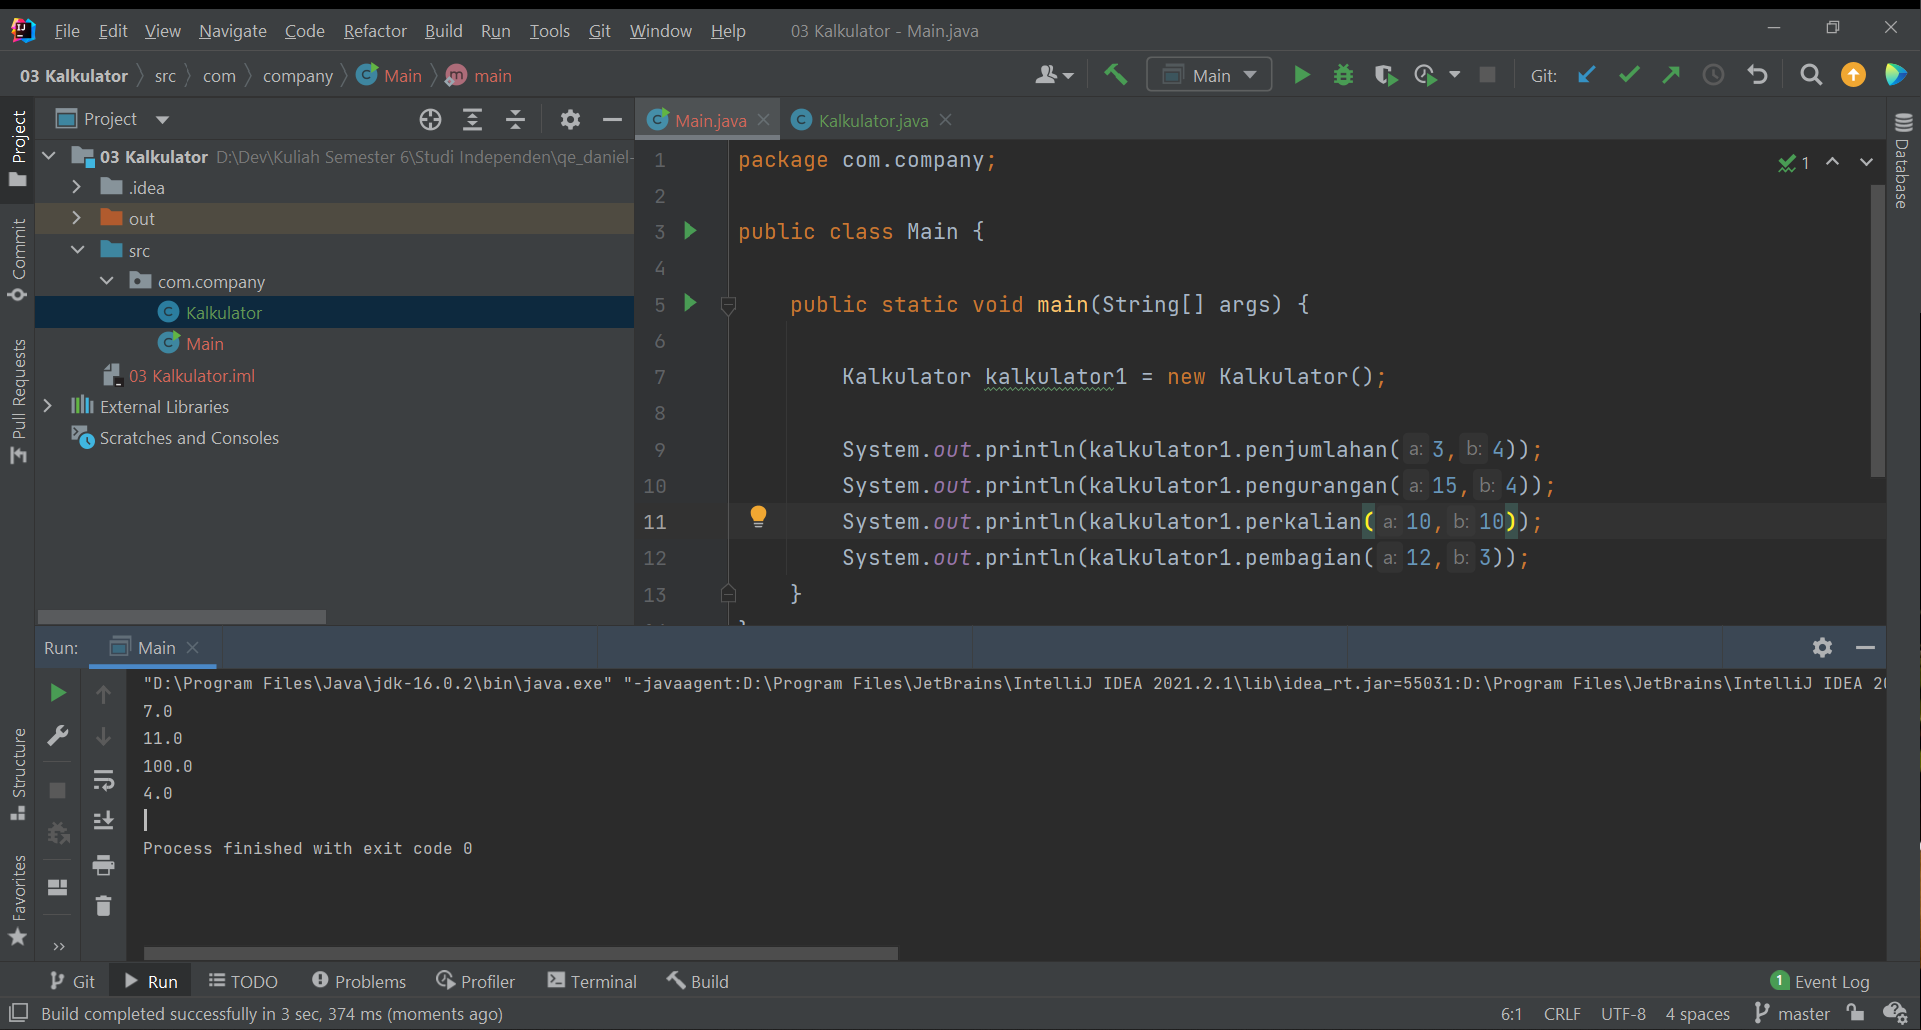 File Edit View Navigate Code Refactor Build Run Tools Git Window Help 03 Kalkulator - Main.java
03 Kalkulator src com company Main main
Main Git:
Project
Main.java Kalkulator.java
03 Kalkulator D:\Dev\Kuliah Semester 6\Studi Independen\qe_daniel-
.idea
out
src
com.company
Kalkulator
Main
03 Kalkulator.iml
External Libraries
Scratches and Consoles
1 package com.company;
2
3 public class Main {
4
5 public static void main(String[] args) {
6
7 Kalkulator kalkulator1 = new Kalkulator();
8
9 System.out.println(kalkulator1.penjumlahan( a: 3, b: 4));
10 System.out.println(kalkulator1.pengurangan( a: 15, b: 4));
11 System.out.println(kalkulator1.perkalian( a: 10, b: 10));
12 System.out.println(kalkulator1.pembagian( a: 12, b: 3));
13 }
1
Project
Commit
Pull Requests
Structure
Favorites
Database
Run: Main
"D:\Program Files\Java\jdk-16.0.2\bin\java.exe" "-javaagent:D:\Program Files\JetBrains\IntelliJ IDEA 2021.2.1\lib\idea_rt.jar=55031:D:\Program Files\JetBrains\IntelliJ IDEA
7.0
11.0
100.0
4.0
Process finished with exit code 0
Git Run TODO Problems Profiler Terminal Build 1 Event Log
Build completed successfully in 3 sec, 374 ms (moments ago) 6:1 CRLF UTF-8 4 spaces master